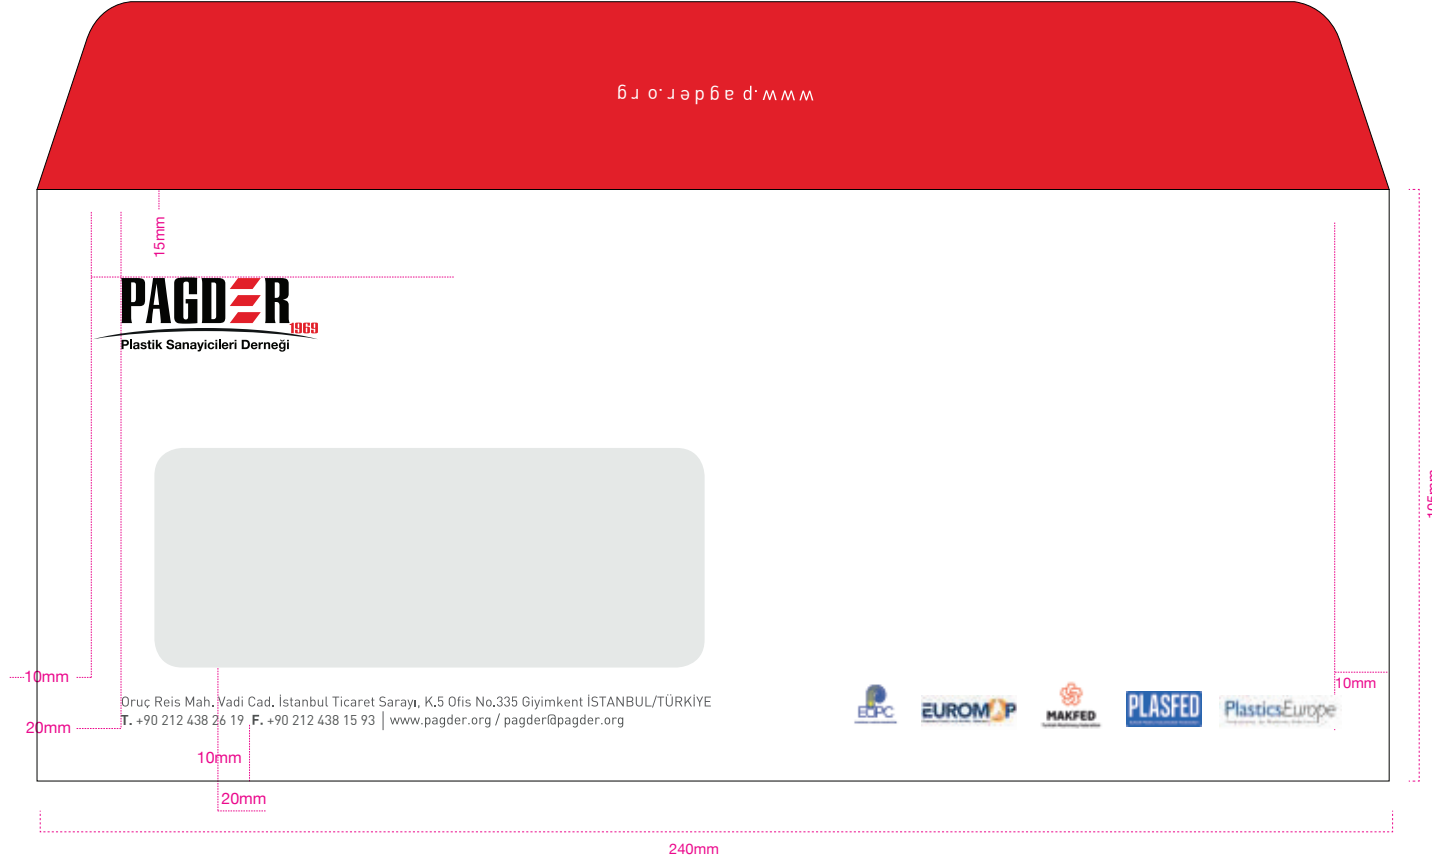 www.pagder.org
15mm
PAGDER
1969
Plastik Sanayicileri Derneği
10mm
20mm
Oruç Reis Mah. Vadi Cad. İstanbul Ticaret Sarayı, K.5 Ofis No.335 Giyimkent İSTANBUL/TÜRKİYE
T. +90 212 438 26 19 F. +90 212 438 15 93 | www.pagder.org / pagder@pagder.org
EUPC
EUROMAP
MAKFED
PLASFED
PlasticsEurope
10mm
10mm
20mm
240mm